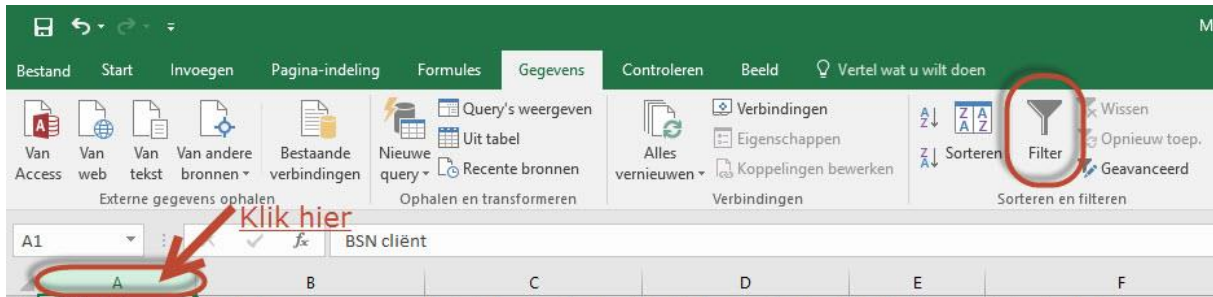 M
Bestand Start Invoegen Pagina-indeling Formules Gegevens Controleren Beeld Vertel wat u wilt doen
Van Access
Van web
Van tekst
Van andere bronnen
Bestaande verbindingen
Externe gegevens ophalen
Nieuwe query
Query's weergeven
Uit tabel
Recente bronnen
Ophalen en transformeren
Alles vernieuwen
Verbindingen
Eigenschappen
Koppelingen bewerken
Verbindingen
A Z
Z A
Z A A Z
Sorteren
Filter
Wissen
Opnieuw toep.
Geavanceerd
Sorteren en filteren
Klik hier
A1 fx BSN cliënt
A B C D E F